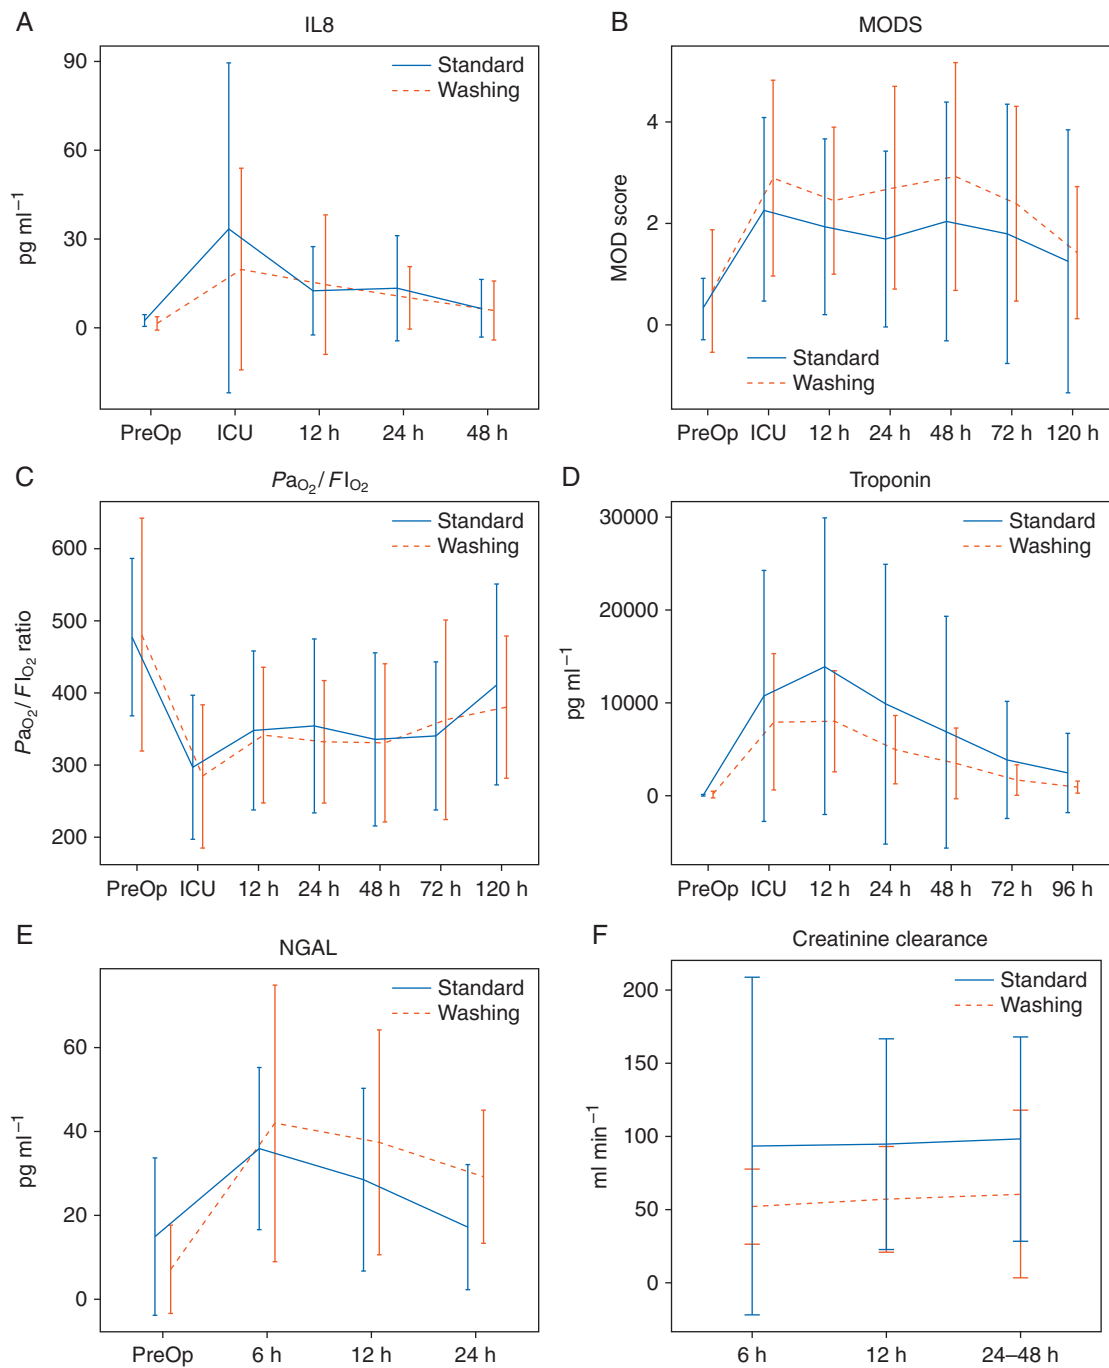 A
IL8
Standard
Washing
90
60
30
0
pg ml⁻¹
PreOp ICU 12 h 24 h 48 h
B
MODS
4
2
0
MOD score
Standard
Washing
PreOp ICU 12 h 24 h 48 h 72 h 120 h
C
PaO₂/FIO₂
Standard
Washing
600
500
400
300
200
PaO₂/FIO₂ ratio
PreOp ICU 12 h 24 h 48 h 72 h 120 h
D
Troponin
Standard
Washing
30000
20000
10000
0
pg ml⁻¹
PreOp ICU 12 h 24 h 48 h 72 h 96 h
E
NGAL
Standard
Washing
60
40
20
0
pg ml⁻¹
PreOp 6 h 12 h 24 h
F
Creatinine clearance
Standard
Washing
200
150
100
50
0
ml min⁻¹
6 h 12 h 24–48 h